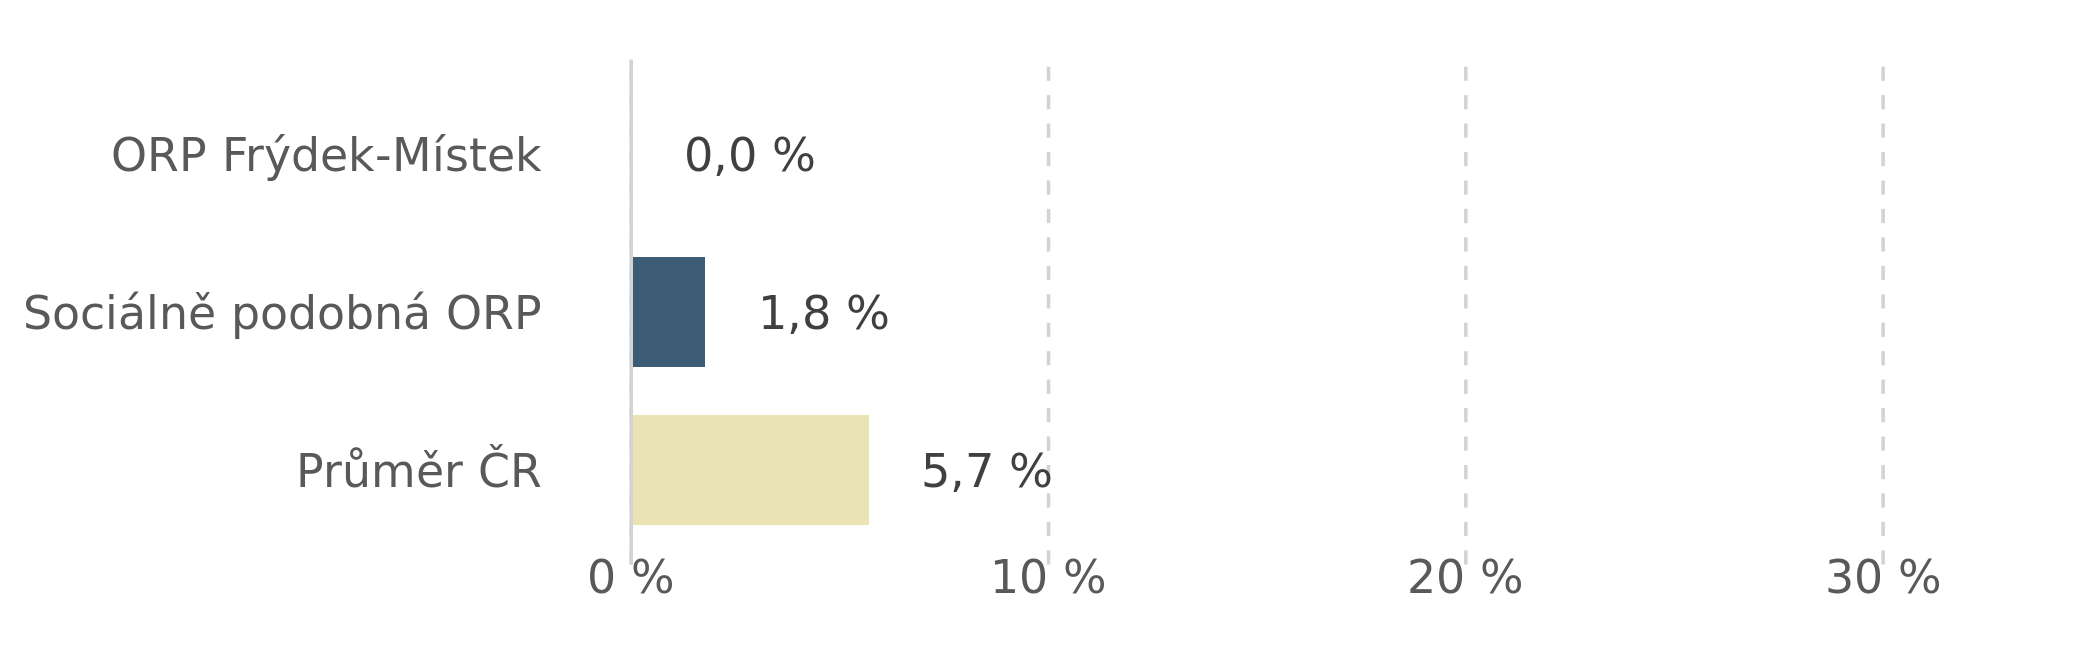 ORP Frýdek-Místek 0,0 %
Sociálně podobná ORP 1,8 %
Průměr ČR 5,7 %
0 % 10 % 20 % 30 %